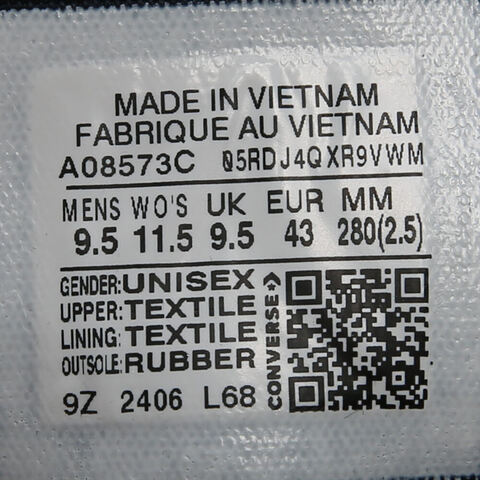 MADE IN VIETNAM
FABRIQUE AU VIETNAM
A08573C 05RDJ4QXR9VWM
MENS WO'S UK EUR MM
9.5 11.5 9.5 43 280(2.5)
GENDER:UNISEX
UPPER:TEXTILE
LINING:TEXTILE
OUTSOLE:RUBBER
CONVERSE
9Z 2406 L68